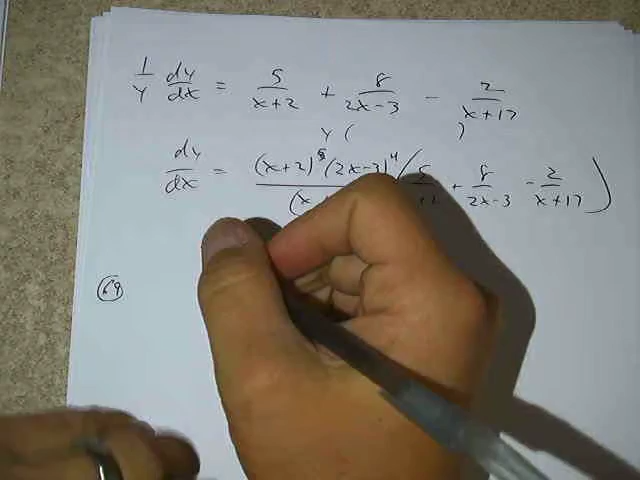 1/y dy/dx = 5/(x+2) + 8/(2x-3) - 2/(x+17)
y ( )
dy/dx = (x+2)^5 (2x-3)^4 / (x ( 5 + 8/(2x-3) - 2/(x+17) )
69